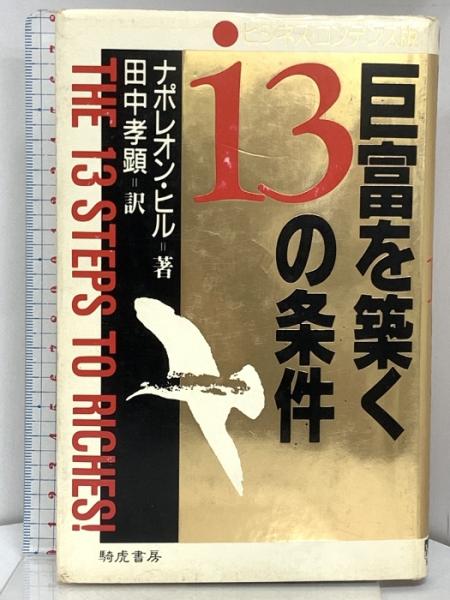 巨富を築く
13
の条件
ナポレオン・ヒル=著
田中孝顕=訳
THE 13 STEPS TO RICHES!
騎虎書房